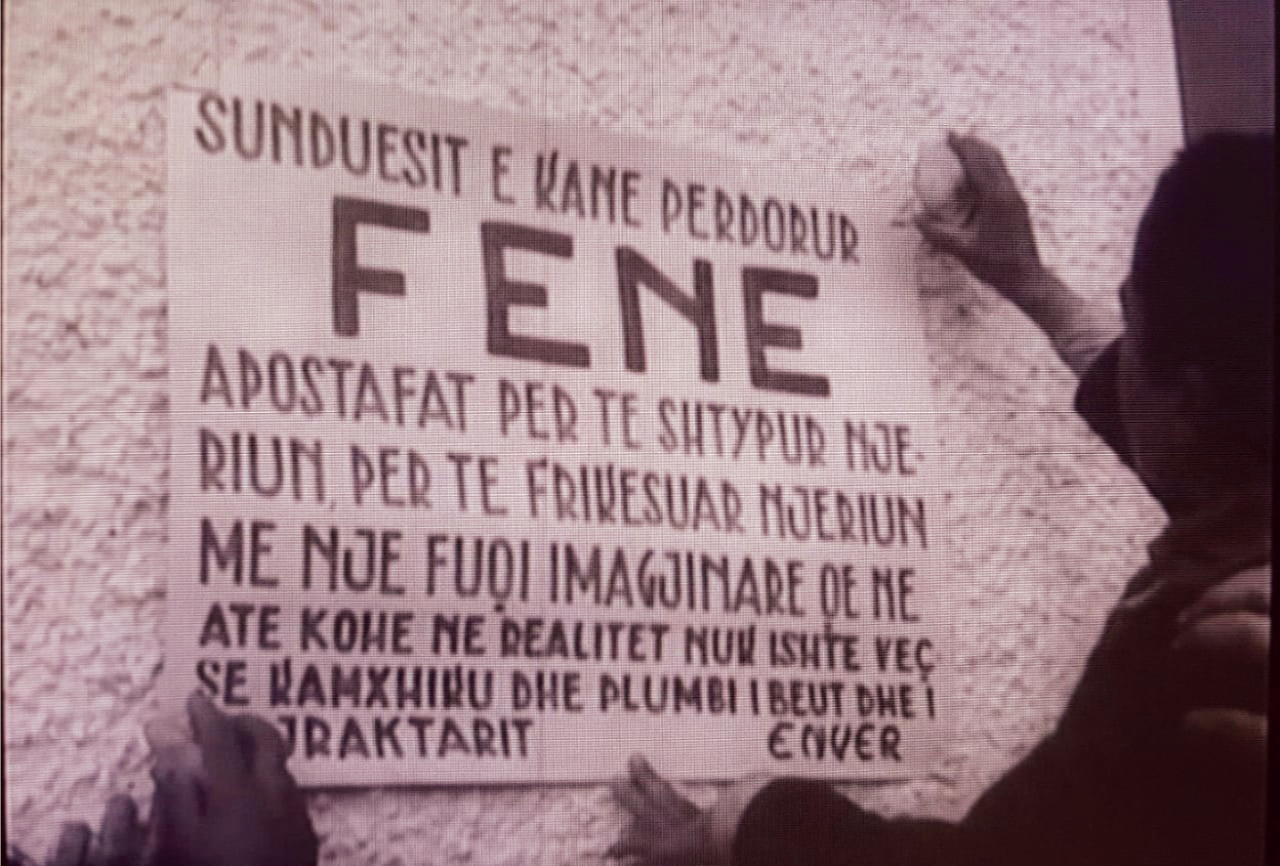 SUNDUESIT E KANE PERDORUR
FENE
APOSTAFAT PER TE SHTYPUR NJE-
RIUN, PER TE FRIKESUAR NJERIUN
ME NJE FUQI IMAGJINARE QE NE
ATE KOHE NE REALITET NUK ISHTE VEÇ
SE KAMXHIKU DHE PLUMBI I BEUT DHE I
JRAKTARIT ENVER